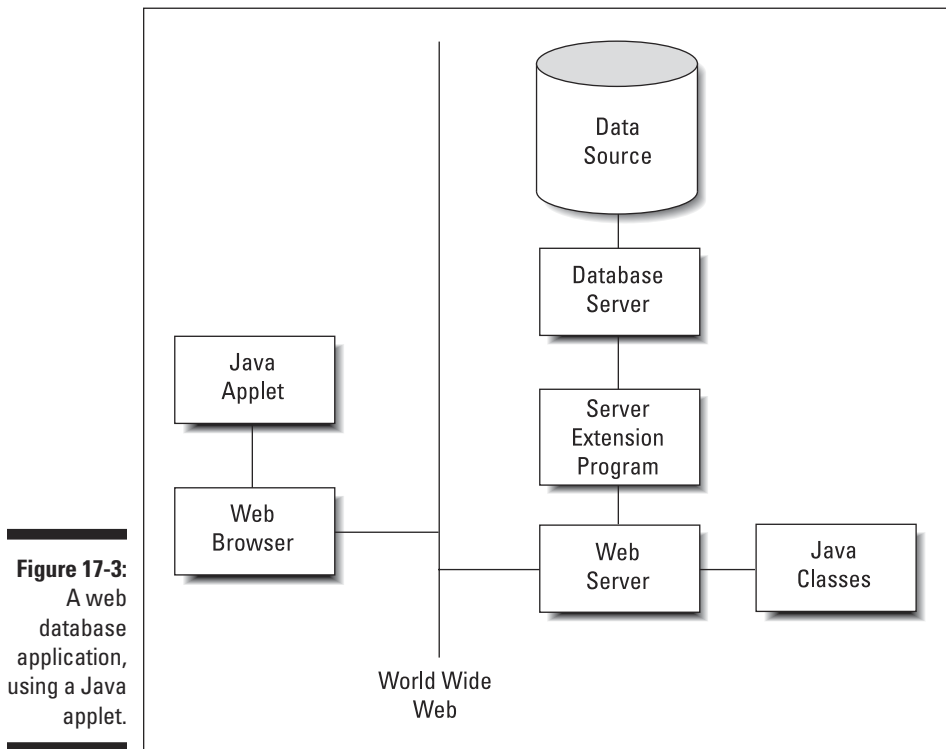 Data
Source
Database
Server
Java
Applet
Server
Extension
Program
Web
Browser
Web
Server
Java
Classes
World Wide
Web
Figure 17-3:
A web
database
application,
using a Java
applet.